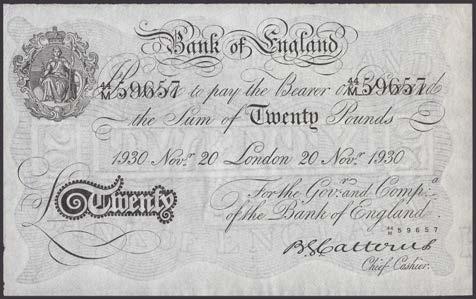 Bank of England
44/M 59657 44/M 59657
I Promise to pay the Bearer on Demand
the Sum of Twenty Pounds
1930 Novr. 20 London 20 Novr. 1930
For the Govr. and Compa.
£ Twenty
of the Bank of England.
44/M 59657
B G Catterns
Chief Cashier.